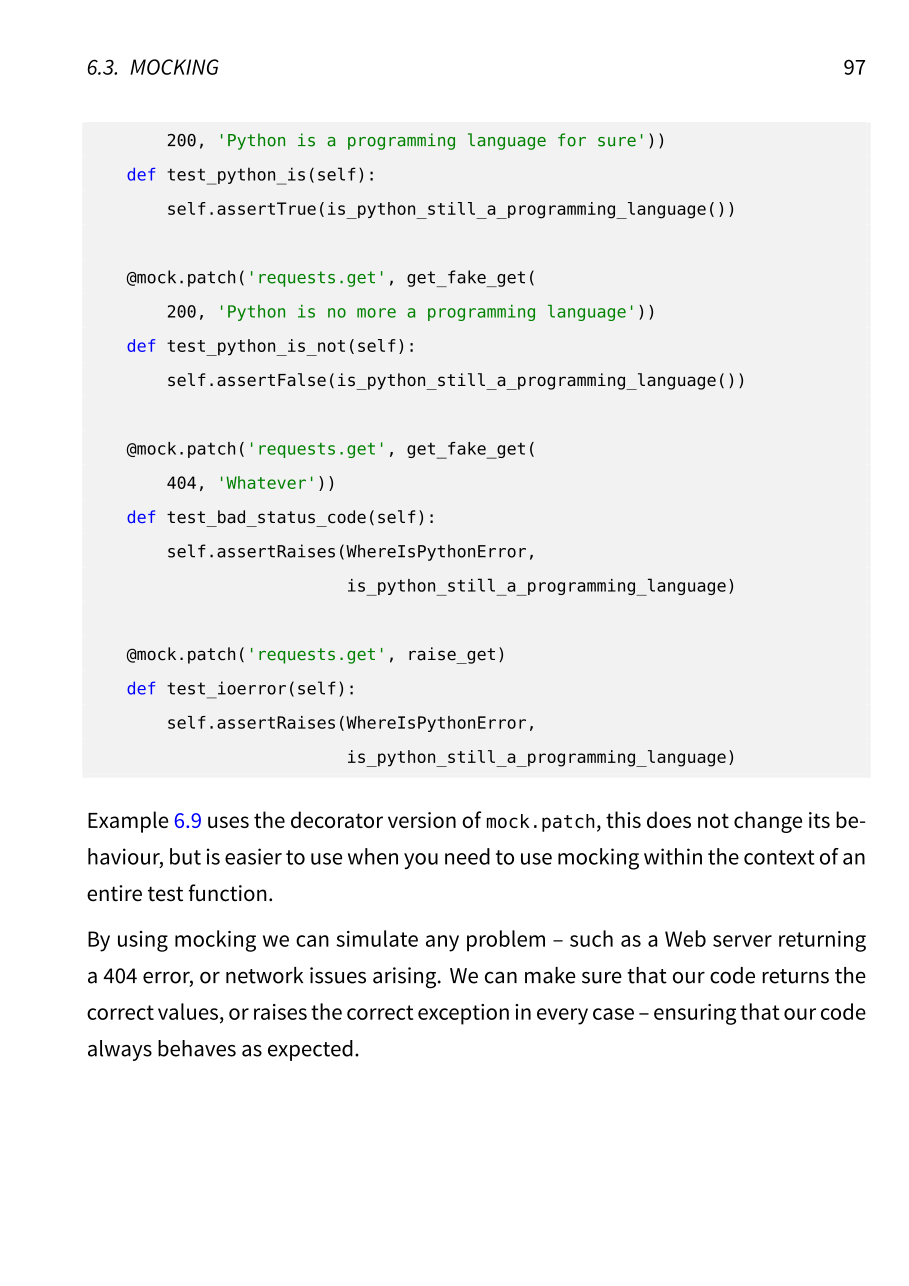 6.3. MOCKING 97
        200, 'Python is a programming language for sure'))
    def test_python_is(self):
        self.assertTrue(is_python_still_a_programming_language())

    @mock.patch('requests.get', get_fake_get(
        200, 'Python is no more a programming language'))
    def test_python_is_not(self):
        self.assertFalse(is_python_still_a_programming_language())

    @mock.patch('requests.get', get_fake_get(
        404, 'Whatever'))
    def test_bad_status_code(self):
        self.assertRaises(WhereIsPythonError,
                          is_python_still_a_programming_language)

    @mock.patch('requests.get', raise_get)
    def test_ioerror(self):
        self.assertRaises(WhereIsPythonError,
                          is_python_still_a_programming_language)
Example 6.9 uses the decorator version of mock.patch, this does not change its be-
haviour, but is easier to use when you need to use mocking within the context of an
entire test function.
By using mocking we can simulate any problem – such as a Web server returning
a 404 error, or network issues arising. We can make sure that our code returns the
correct values, or raises the correct exception in every case – ensuring that our code
always behaves as expected.